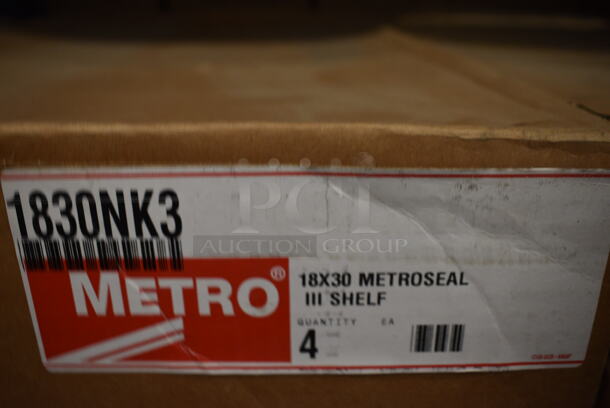 1830NK3
PCI
AUCTION GROUP
METRO®
18X30 METROSEAL
III SHELF
QUANTITY EA
4